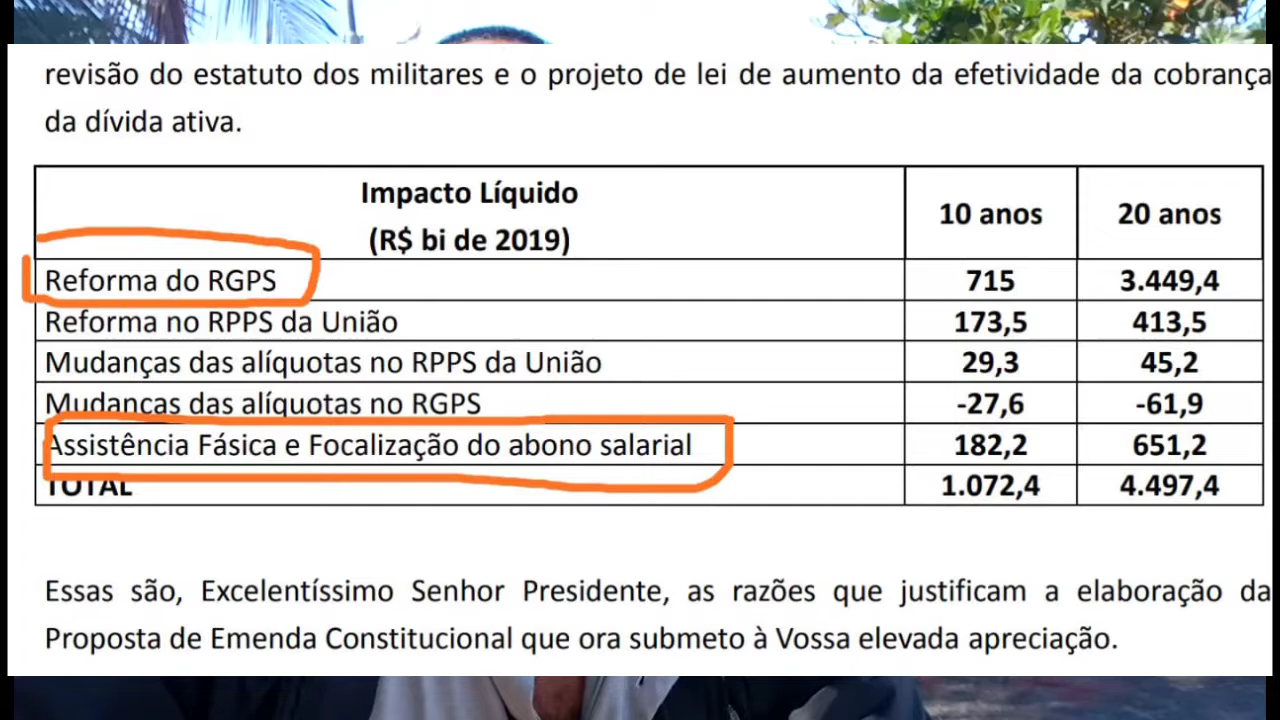 revisão do estatuto dos militares e o projeto de lei de aumento da efetividade da cobrança
da dívida ativa.
Impacto Líquido
(R$ bi de 2019) 10 anos 20 anos
Reforma do RGPS 715 3.449,4
Reforma no RPPS da União 173,5 413,5
Mudanças das alíquotas no RPPS da União 29,3 45,2
Mudanças das alíquotas no RGPS -27,6 -61,9
Assistência Fásica e Focalização do abono salarial 182,2 651,2
TOTAL 1.072,4 4.497,4
Essas são, Excelentíssimo Senhor Presidente, as razões que justificam a elaboração da
Proposta de Emenda Constitucional que ora submeto à Vossa elevada apreciação.